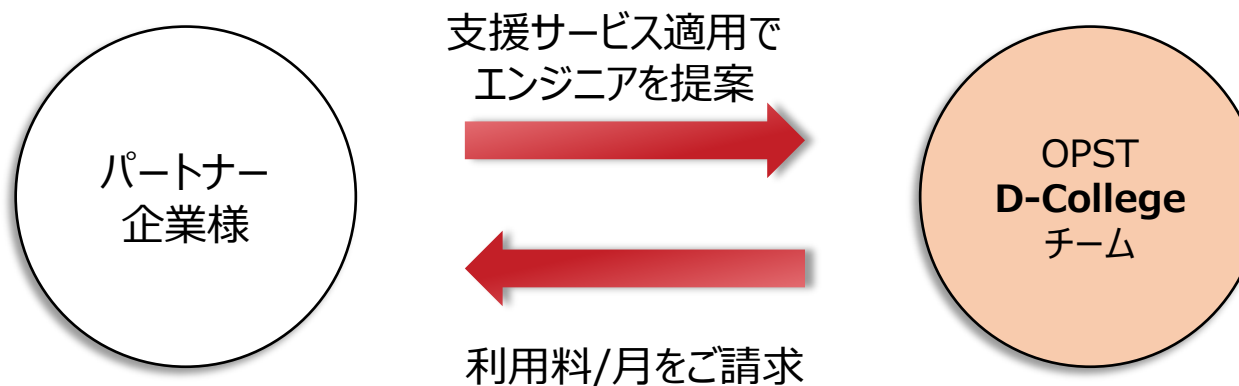 支援サービス適用で
エンジニアを提案
パートナー
企業様
OPST
D-College
チーム
利用料/月をご請求